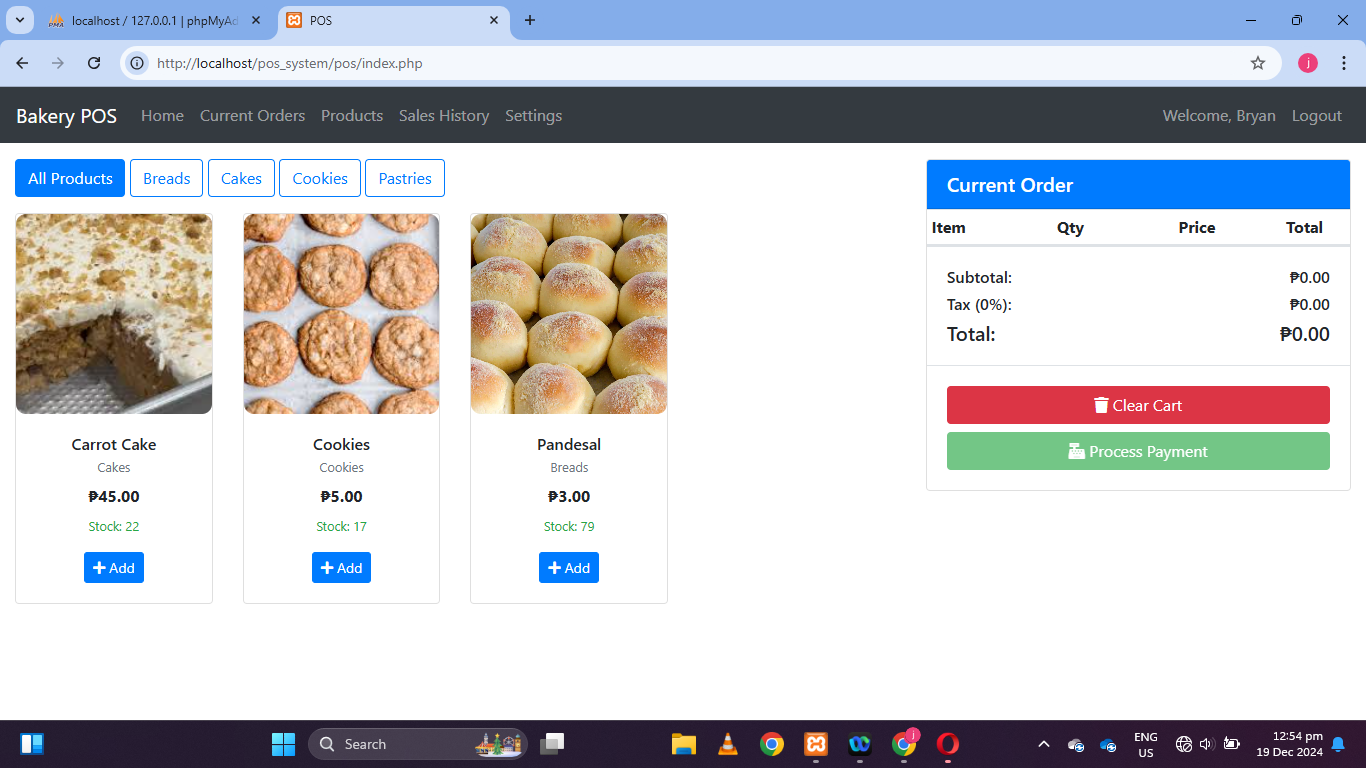 localhost / 127.0.0.1 | phpMyAd
POS
http://localhost/pos_system/pos/index.php
j
Bakery POS Home Current Orders Products Sales History Settings Welcome, Bryan Logout
All Products Breads Cakes Cookies Pastries
Carrot Cake
Cakes
₱45.00
Stock: 22
Add
Cookies
Cookies
₱5.00
Stock: 17
Add
Pandesal
Breads
₱3.00
Stock: 79
Add
Current Order
Item Qty Price Total
Subtotal: ₱0.00
Tax (0%): ₱0.00
Total: ₱0.00
Clear Cart
Process Payment
Search
j
ENG
US
12:54 pm
19 Dec 2024